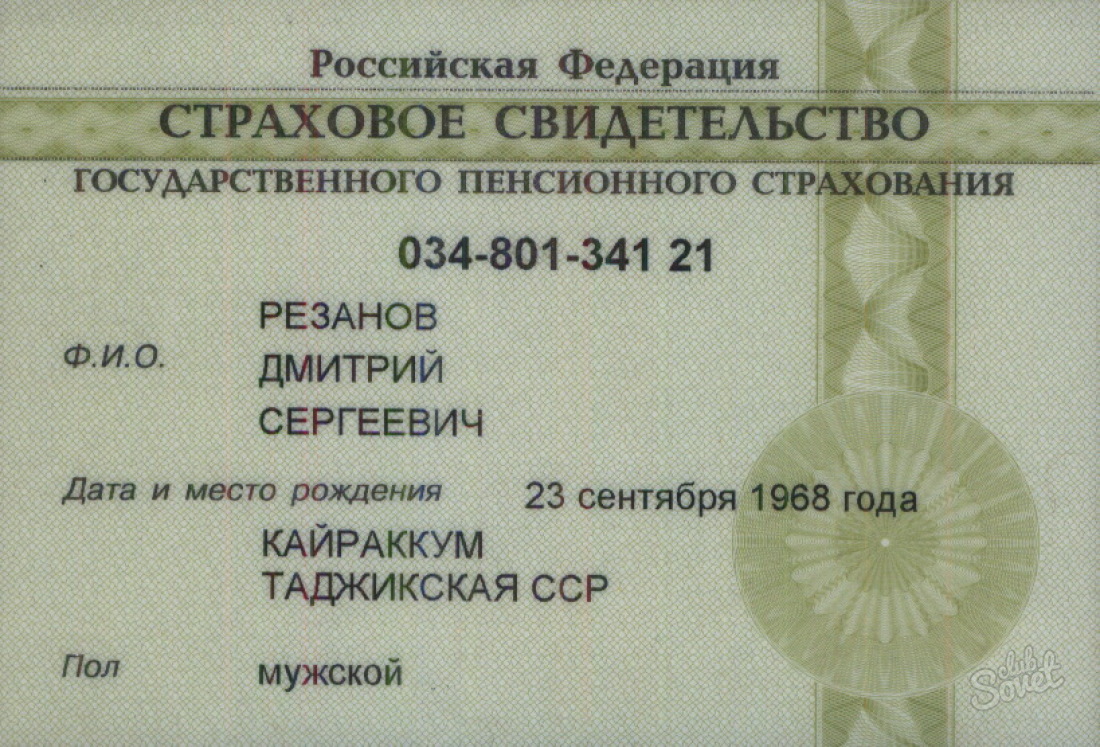 Российская Федерация
СТРАХОВОЕ СВИДЕТЕЛЬСТВО
ГОСУДАРСТВЕННОГО ПЕНСИОННОГО СТРАХОВАНИЯ
034-801-341 21
Ф.И.О.
РЕЗАНОВ
ДМИТРИЙ
СЕРГЕЕВИЧ
Дата и место рождения 23 сентября 1968 года
КАЙРАККУМ
ТАДЖИКСКАЯ ССР
Пол мужской
club
Sovet